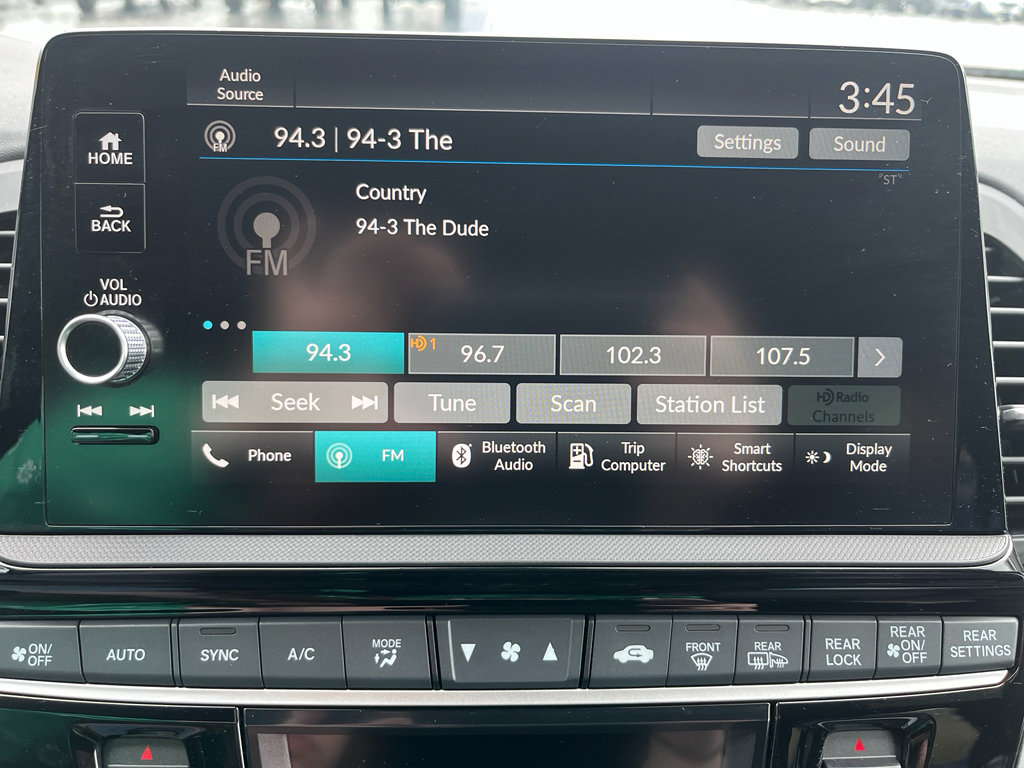 Audio
Source
3:45
HOME
BACK
VOL
AUDIO
FM
94.3 | 94-3 The
Settings
Sound
"ST"
Country
94-3 The Dude
FM
94.3
HD 1
96.7
102.3
107.5
Seek
Tune
Scan
Station List
HD Radio
Channels
Phone
FM
Bluetooth
Audio
Trip
Computer
Smart
Shortcuts
Display
Mode
ON/
OFF
AUTO
SYNC
A/C
MODE
FRONT
REAR
REAR
LOCK
REAR
ON/
OFF
REAR
SETTINGS